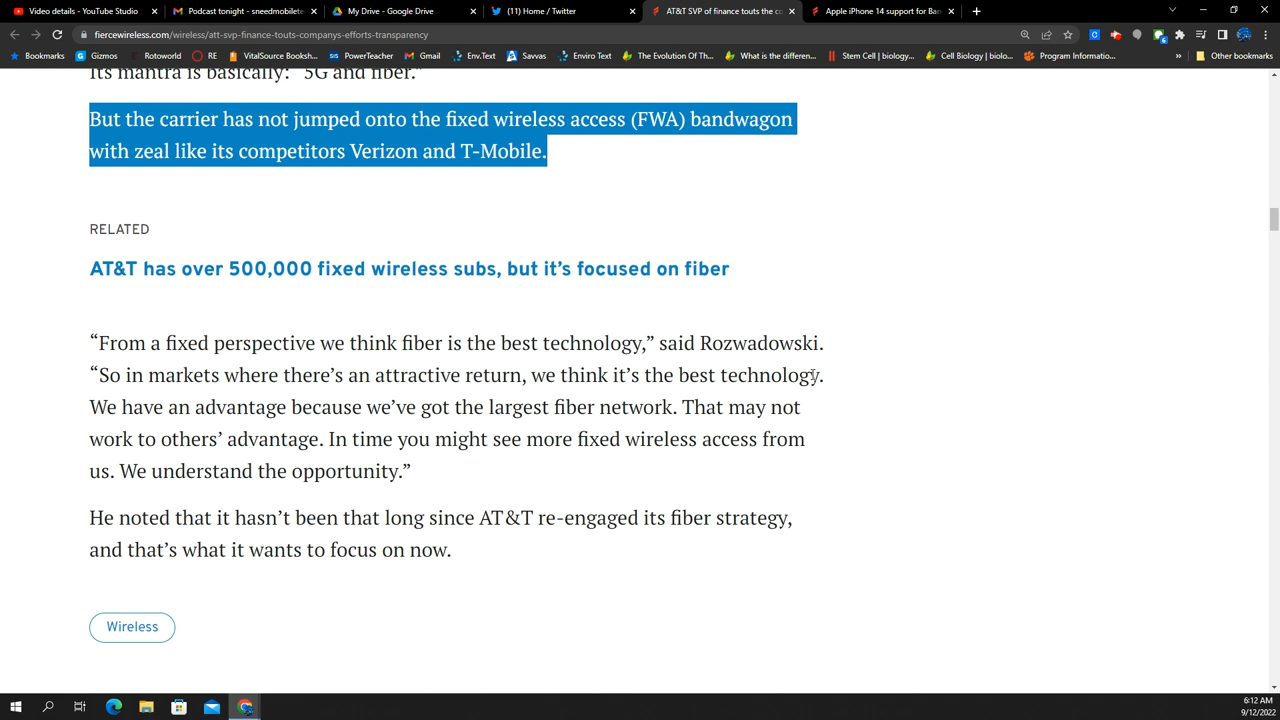 Video details - YouTube Studio
Podcast tonight - sneedmobilete
My Drive - Google Drive
(11) Home / Twitter
AT&T SVP of finance touts the co
Apple iPhone 14 support for Ban
fiercewireless.com/wireless/att-svp-finance-touts-companys-efforts-transparency
Bookmarks
Gizmos
Rotoworld
RE
VitalSource Booksh...
PowerTeacher
Gmail
Env.Text
Savvas
Enviro Text
The Evolution Of Th...
What is the differen...
Stem Cell | biology...
Cell Biology | biolo...
Program Informatio...
»
Other bookmarks
Its mantra is basically: “5G and fiber.”
But the carrier has not jumped onto the fixed wireless access (FWA) bandwagon
with zeal like its competitors Verizon and T-Mobile.
RELATED
AT&T has over 500,000 fixed wireless subs, but it’s focused on fiber
“From a fixed perspective we think fiber is the best technology,” said Rozwadowski.
“So in markets where there’s an attractive return, we think it’s the best technology.
We have an advantage because we’ve got the largest fiber network. That may not
work to others’ advantage. In time you might see more fixed wireless access from
us. We understand the opportunity.”
He noted that it hasn’t been that long since AT&T re-engaged its fiber strategy,
and that’s what it wants to focus on now.
Wireless
6:12 AM
9/12/2022